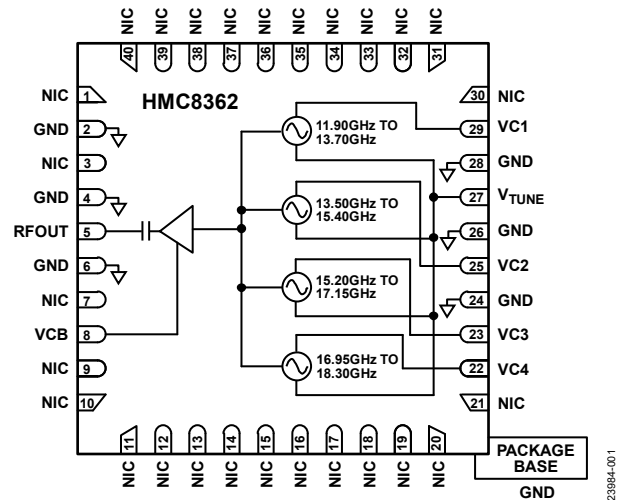 NIC NIC NIC NIC NIC NIC NIC NIC NIC NIC
40 39 38 37 36 35 34 33 32 31
HMC8362
NIC 1
GND 2
NIC 3
GND 4
RFOUT 5
GND 6
NIC 7
VCB 8
NIC 9
NIC 10
11.90GHz TO
13.70GHz
13.50GHz TO
15.40GHz
15.20GHz TO
17.15GHz
16.95GHz TO
18.30GHz
30 NIC
29 VC1
28 GND
27 VTUNE
26 GND
25 VC2
24 GND
23 VC3
22 VC4
21 NIC
11 12 13 14 15 16 17 18 19 20
NIC NIC NIC NIC NIC NIC NIC NIC NIC NIC
PACKAGE
BASE
GND
23984-001